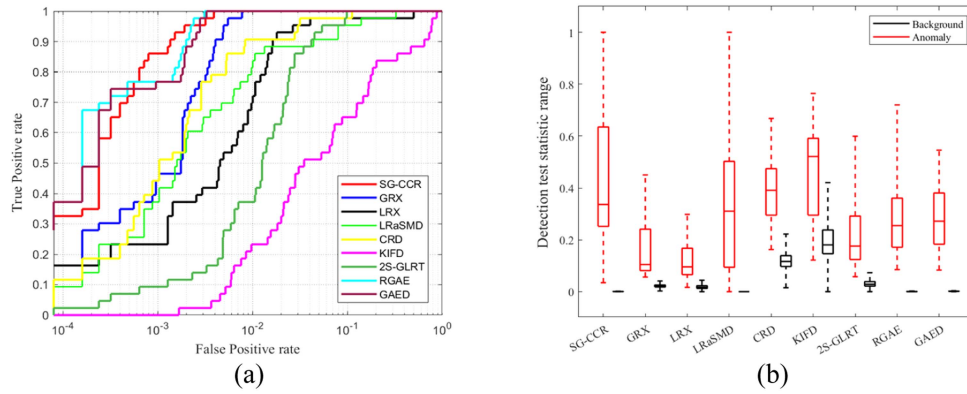 True Positive rate
1
0.9
0.8
0.7
0.6
0.5
0.4
0.3
0.2
0.1
0
10^-4
10^-3
10^-2
10^-1
10^0
False Positive rate
SG-CCR
GRX
LRX
LRaSMD
CRD
KIFD
2S-GLRT
RGAE
GAED
(a)
Detection test statistic range
1
0.8
0.6
0.4
0.2
0
Background
Anomaly
SG-CCR
GRX
LRX
LRaSMD
CRD
KIFD
2S-GLRT
RGAE
GAED
(b)